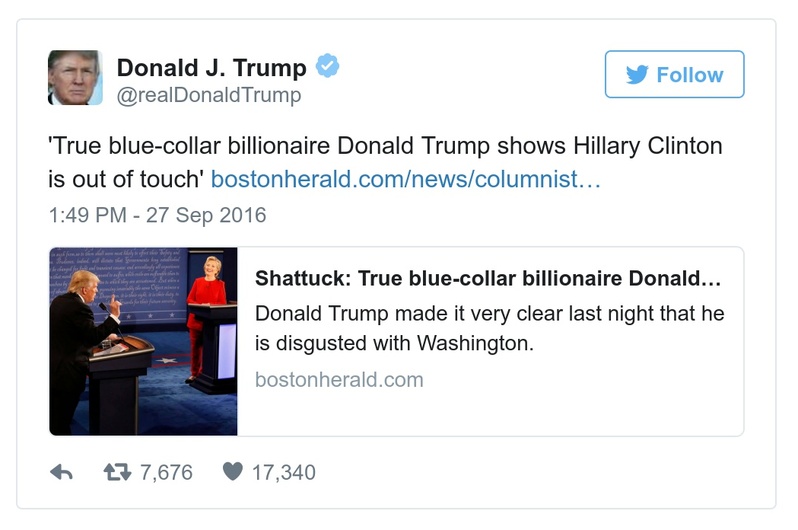 Donald J. Trump
@realDonaldTrump
Follow
'True blue-collar billionaire Donald Trump shows Hillary Clinton
is out of touch' bostonherald.com/news/columnist…
1:49 PM - 27 Sep 2016
Shattuck: True blue-collar billionaire Donald…
Donald Trump made it very clear last night that he
is disgusted with Washington.
bostonherald.com
7,676 17,340